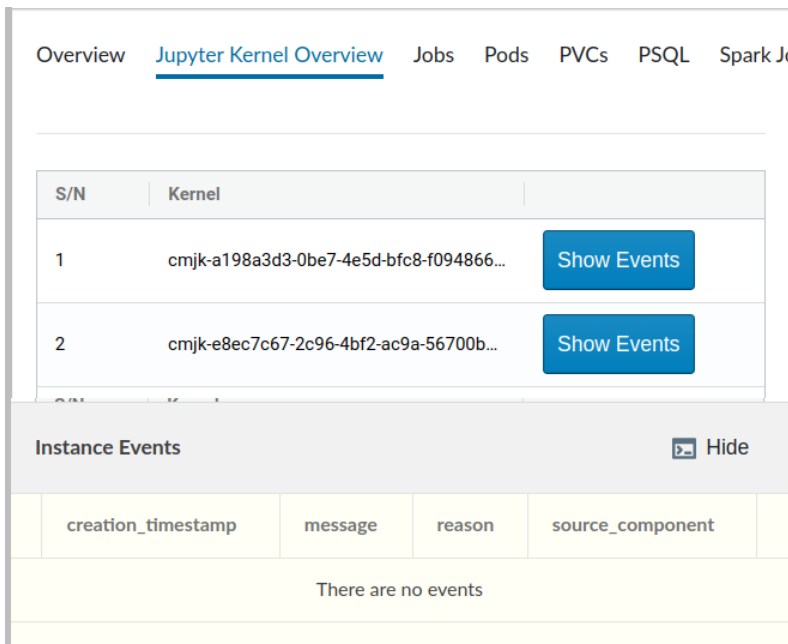 Overview Jupyter Kernel Overview Jobs Pods PVCs PSQL Spark Jo
S/N Kernel
1 cmjk-a198a3d3-0be7-4e5d-bfc8-f094866... Show Events
2 cmjk-e8ec7c67-2c96-4bf2-ac9a-56700b... Show Events
Instance Events Hide
creation_timestamp message reason source_component
There are no events